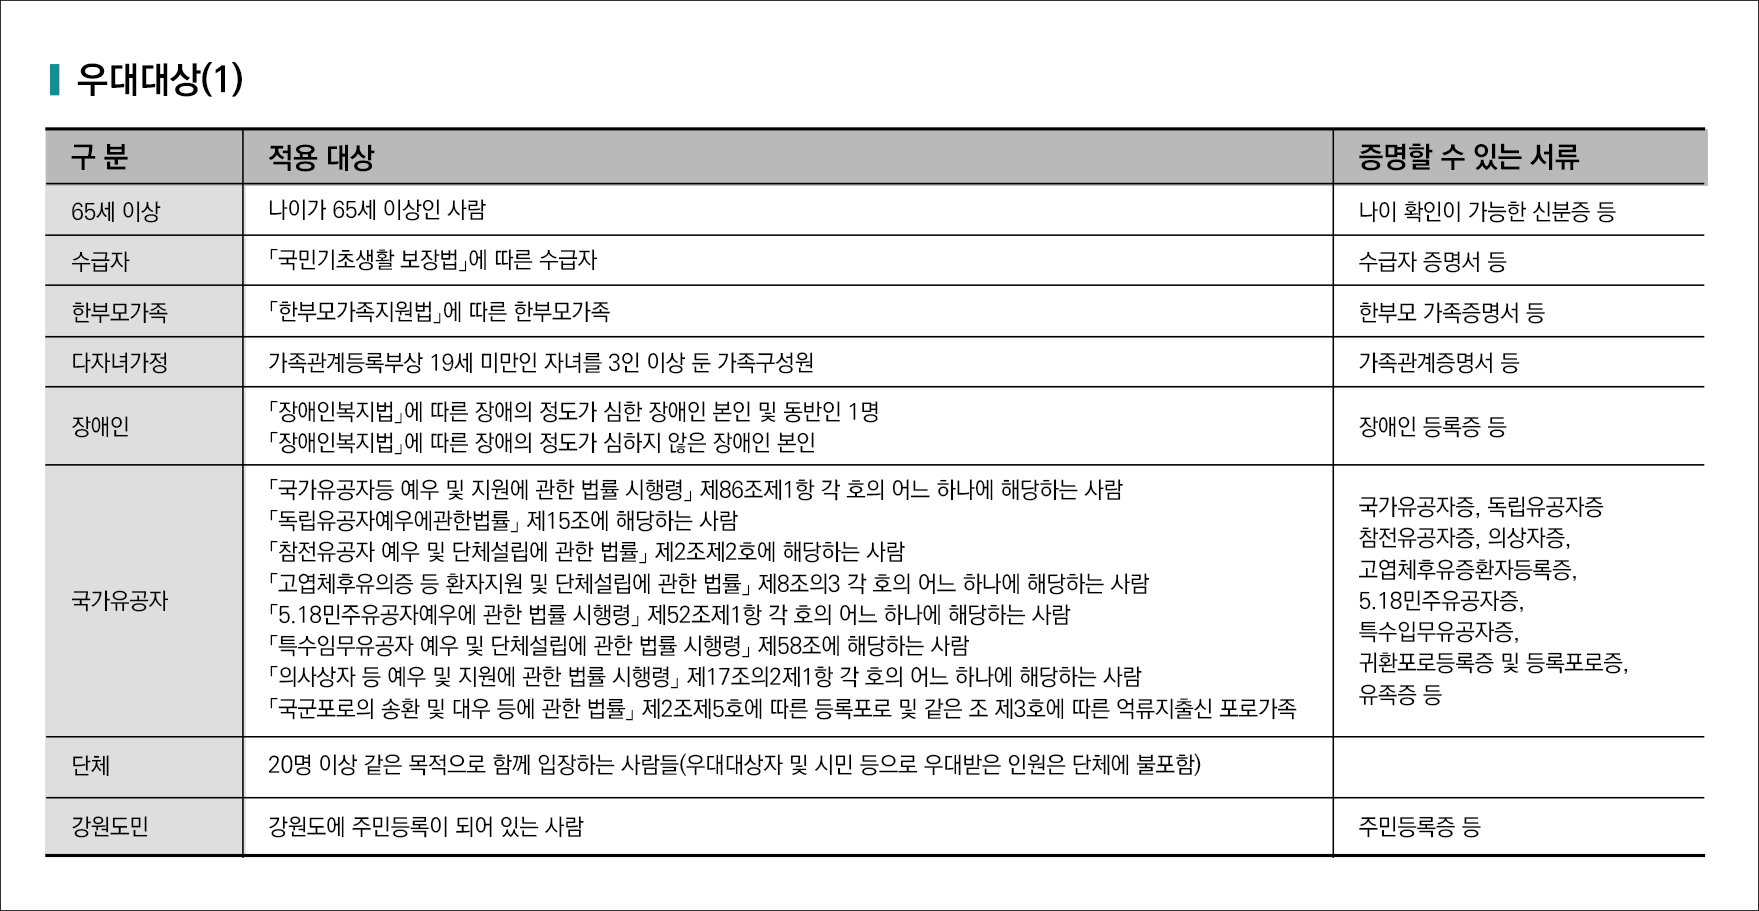 우대대상(1)
구 분
적용 대상
증명할 수 있는 서류
65세 이상
나이가 65세 이상인 사람
나이 확인이 가능한 신분증 등
수급자
「국민기초생활 보장법」에 따른 수급자
수급자 증명서 등
한부모가족
「한부모가족지원법」에 따른 한부모가족
한부모 가족증명서 등
다자녀가정
가족관계등록부상 19세 미만인 자녀를 3인 이상 둔 가족구성원
가족관계증명서 등
장애인
「장애인복지법」에 따른 장애의 정도가 심한 장애인 본인 및 동반인 1명
「장애인복지법」에 따른 장애의 정도가 심하지 않은 장애인 본인
장애인 등록증 등
국가유공자
「국가유공자등 예우 및 지원에 관한 법률 시행령」 제86조제1항 각 호의 어느 하나에 해당하는 사람
「독립유공자예우에관한법률」 제15조에 해당하는 사람
「참전유공자 예우 및 단체설립에 관한 법률」 제2조제2호에 해당하는 사람
「고엽체후유의증 등 환자지원 및 단체설립에 관한 법률」 제8조의3 각 호의 어느 하나에 해당하는 사람
「5.18민주유공자예우에 관한 법률 시행령」 제52조제1항 각 호의 어느 하나에 해당하는 사람
「특수임무유공자 예우 및 단체설립에 관한 법률 시행령」 제58조에 해당하는 사람
「의사상자 등 예우 및 지원에 관한 법률 시행령」 제17조의2제1항 각 호의 어느 하나에 해당하는 사람
「국군포로의 송환 및 대우 등에 관한 법률」 제2조제5호에 따른 등록포로 및 같은 조 제3호에 따른 억류지출신 포로가족
국가유공자증, 독립유공자증
참전유공자증, 의상자증,
고엽체후유증환자등록증,
5.18민주유공자증,
특수입무유공자증,
귀환포로등록증 및 등록포로증,
유족증 등
단체
20명 이상 같은 목적으로 함께 입장하는 사람들(우대대상자 및 시민 등으로 우대받은 인원은 단체에 불포함)
강원도민
강원도에 주민등록이 되어 있는 사람
주민등록증 등